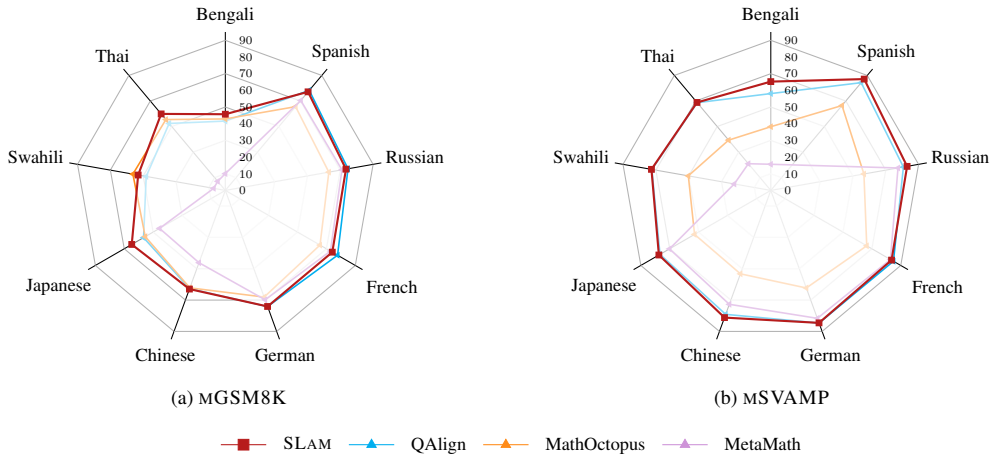 Bengali
90
70
60
50
40
30
20
10
0
Spanish
Russian
French
German
Chinese
Japanese
Swahili
Thai
(a) MGSM8K
Bengali
90
70
60
50
40
30
20
10
0
Spanish
Russian
French
German
Chinese
Japanese
Swahili
Thai
(b) MSVAMP
SLAM QAlign MathOctopus MetaMath